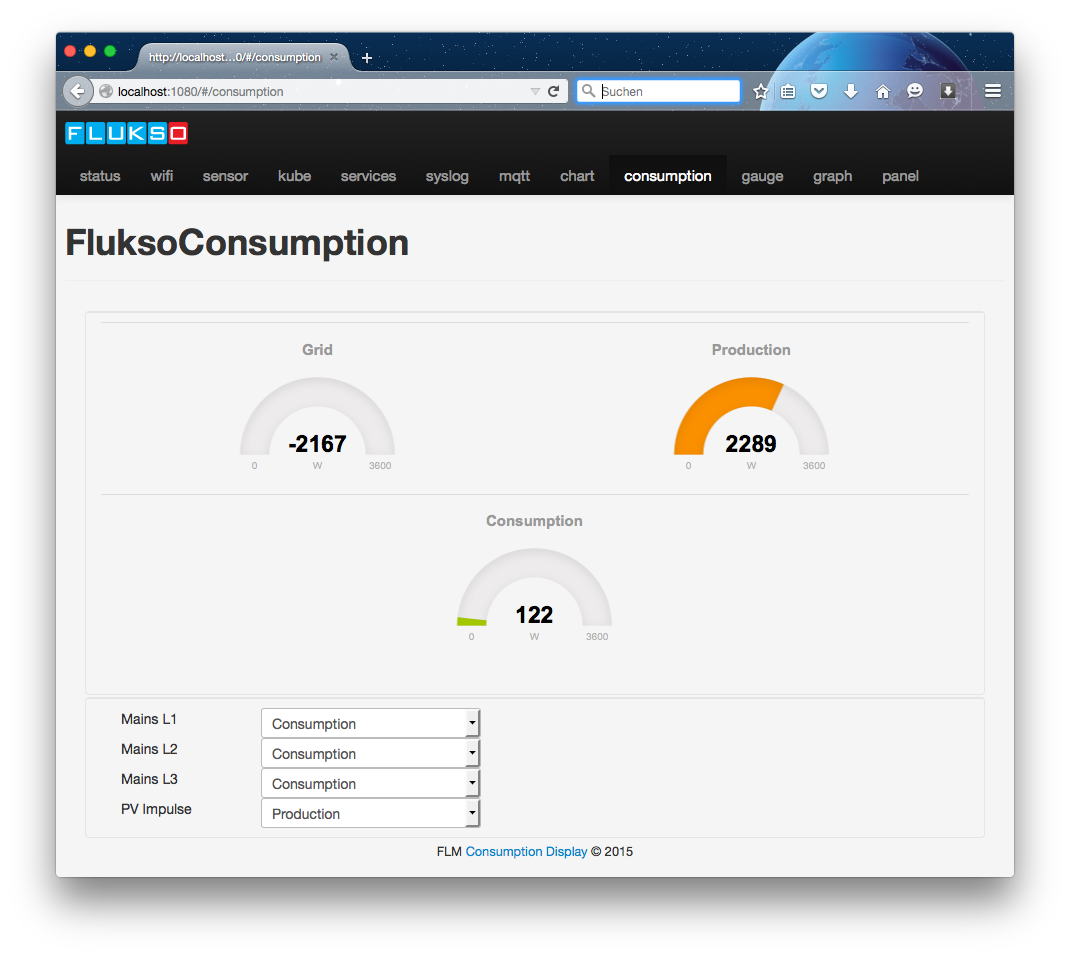 http://localhost...0/#/consumption
localhost:1080/#/consumption
Suchen
FLUKSO
status wifi sensor kube services syslog mqtt chart consumption gauge graph panel
FluksoConsumption
Grid Production
-2167 2289
0 W 3600 0 W 3600
Consumption
122
0 W 3600
Mains L1 Consumption
Mains L2 Consumption
Mains L3 Consumption
PV Impulse Production
FLM Consumption Display © 2015